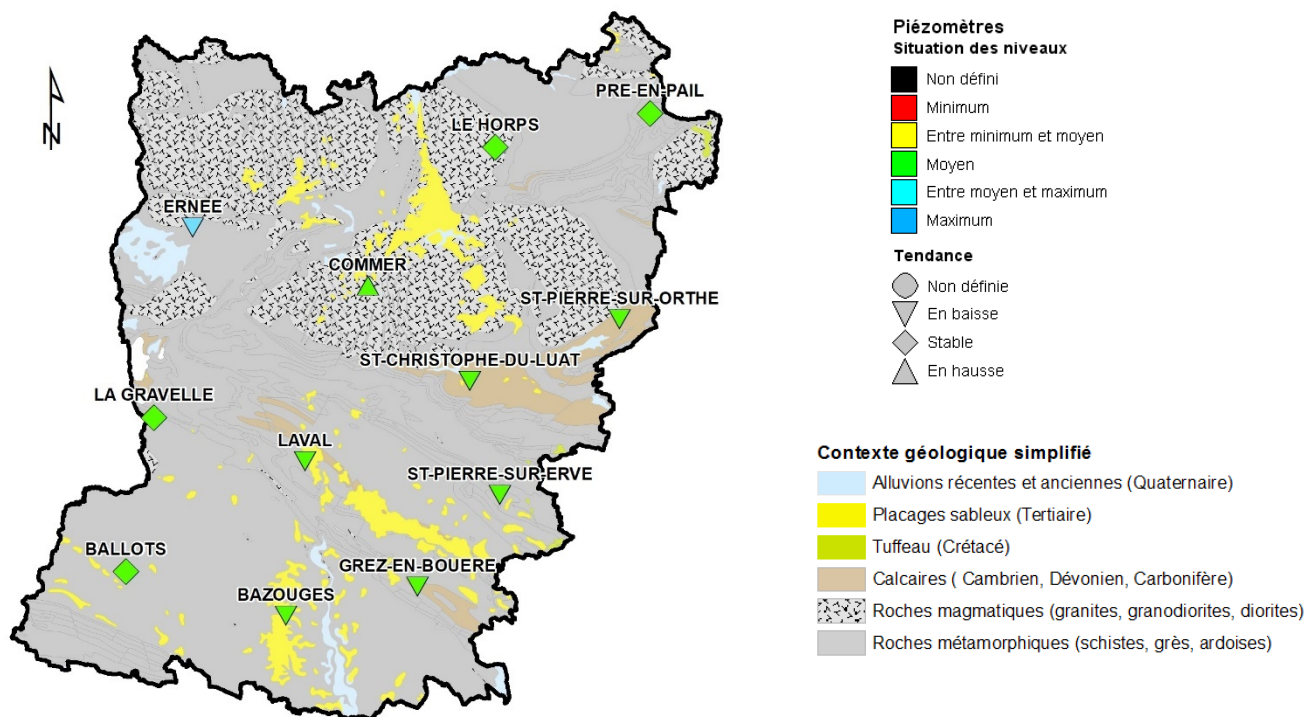 PRE-EN-PAIL
LE HORPS
ERNEE
COMMER
ST-PIERRE-SUR-ORTHE
ST-CHRISTOPHE-DU-LUAT
LA GRAVELLE
LAVAL
ST-PIERRE-SUR-ERVE
BALLOTS
GREZ-EN-BOUERE
BAZOUGES
N
Piézomètres
Situation des niveaux
Non défini
Minimum
Entre minimum et moyen
Moyen
Entre moyen et maximum
Maximum
Tendance
Non définie
En baisse
Stable
En hausse
Contexte géologique simplifié
Alluvions récentes et anciennes (Quaternaire)
Placages sableux (Tertiaire)
Tuffeau (Crétacé)
Calcaires ( Cambrien, Dévonien, Carbonifère)
Roches magmatiques (granites, granodiorites, diorites)
Roches métamorphiques (schistes, grès, ardoises)